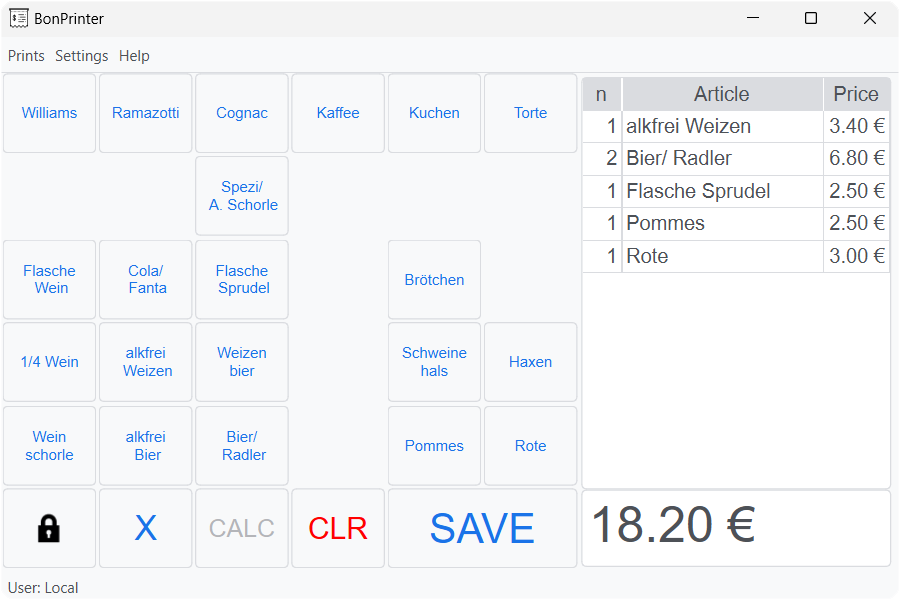 BonPrinter
Prints Settings Help
Williams Ramazotti Cognac Kaffee Kuchen Torte
Spezi/
A. Schorle
Flasche
Wein
Cola/
Fanta
Flasche
Sprudel
Brötchen
1/4 Wein
alkfrei
Weizen
Weizen
bier
Schweine
hals
Haxen
Wein
schorle
alkfrei
Bier
Bier/
Radler
Pommes
Rote
X CALC CLR SAVE
n Article Price
1 alkfrei Weizen 3.40 €
2 Bier/ Radler 6.80 €
1 Flasche Sprudel 2.50 €
1 Pommes 2.50 €
1 Rote 3.00 €
18.20 €
User: Local